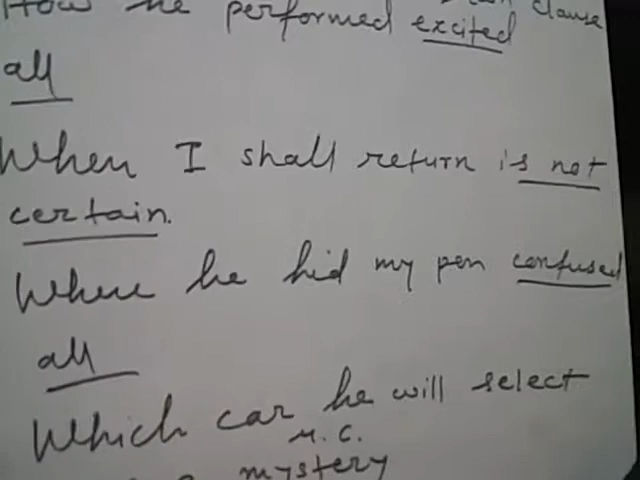 clause
How he performed excited
all
When I shall return is not
certain.
Where he hid my pen confused
all
Which car he will select
M.C.
mystery